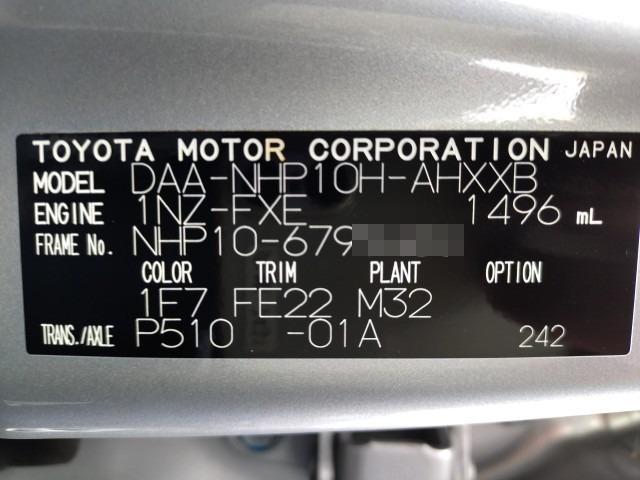 TOYOTA MOTOR CORPORATION JAPAN
MODEL DAA-NHP10H-AHXXB
ENGINE 1NZ-FXE 1496 mL
FRAME No. NHP10-679
COLOR TRIM PLANT OPTION
1F7 FE22 M32
TRANS./AXLE P510 -01A 242